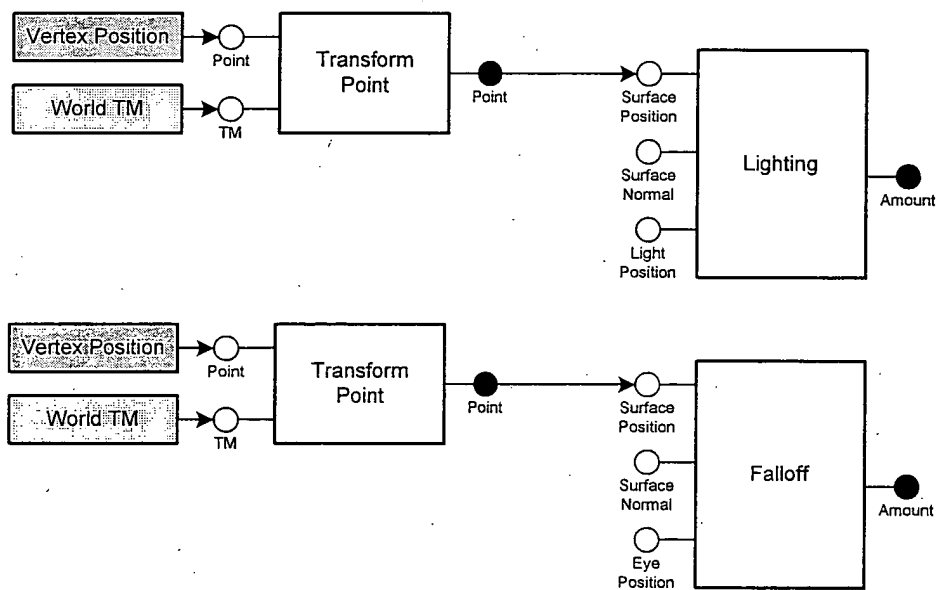 Vertex Position
Point
World TM
TM
Transform
Point
Point
Surface
Position
Surface
Normal
Light
Position
Lighting
Amount
Vertex Position
Point
World TM
TM
Transform
Point
Point
Surface
Position
Surface
Normal
Eye
Position
Falloff
Amount